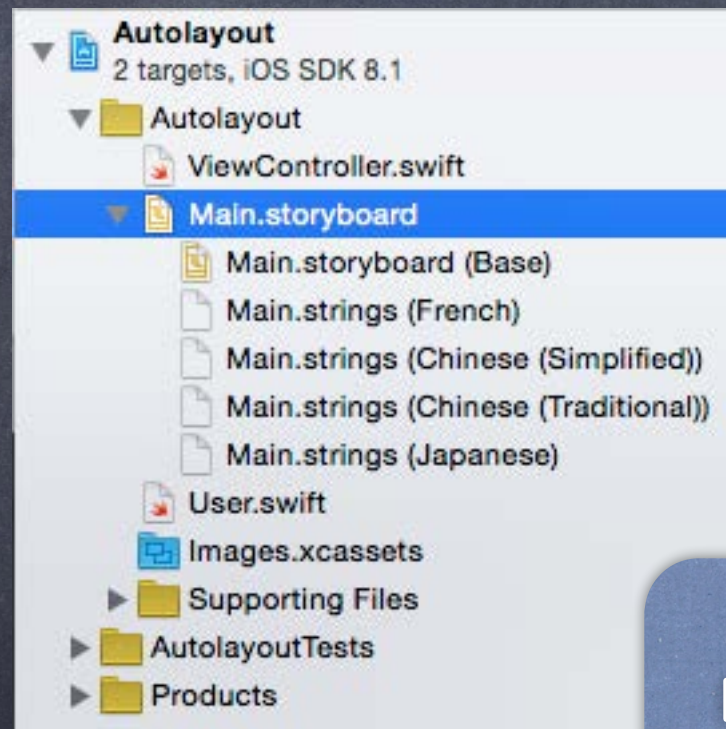 Autolayout
2 targets, iOS SDK 8.1
Autolayout
ViewController.swift
Main.storyboard
Main.storyboard (Base)
Main.strings (French)
Main.strings (Chinese (Simplified))
Main.strings (Chinese (Traditional))
Main.strings (Japanese)
User.swift
Images.xcassets
Supporting Files
AutolayoutTests
Products